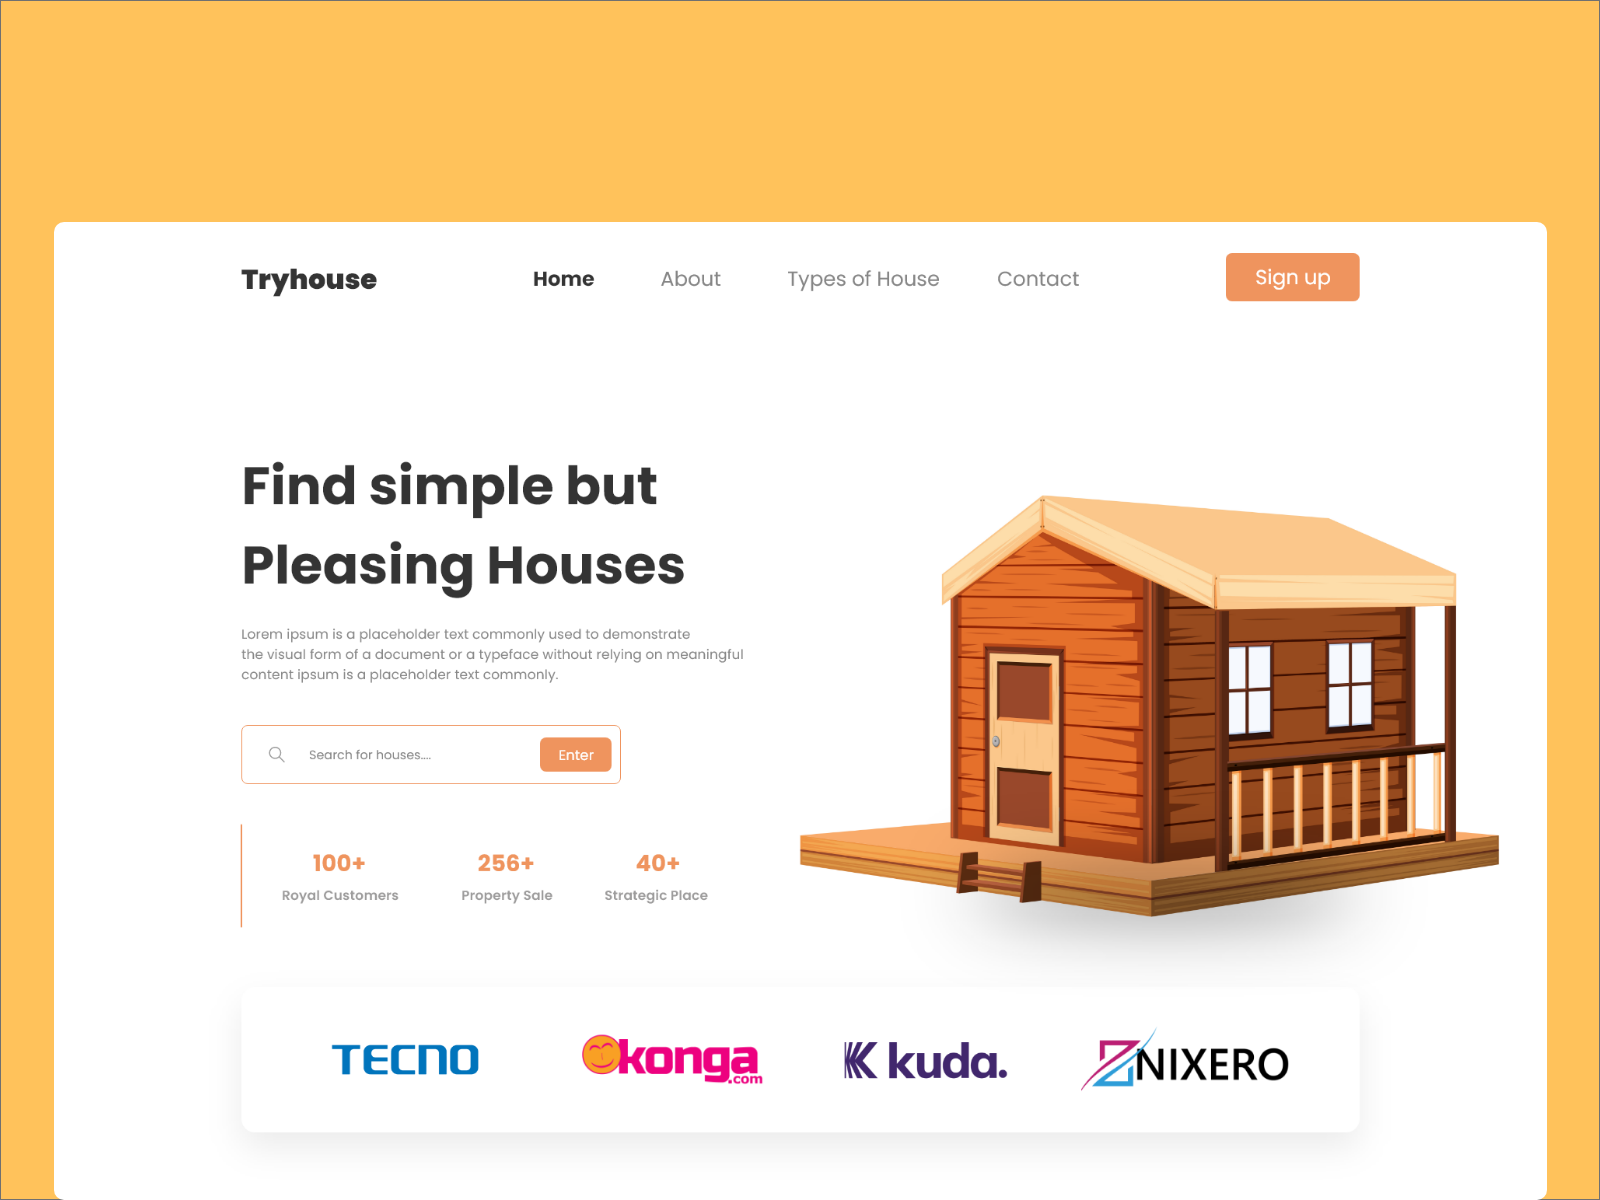 Tryhouse
Home
About
Types of House
Contact
Sign up
Find simple but
Pleasing Houses
Lorem ipsum is a placeholder text commonly used to demonstrate
the visual form of a document or a typeface without relying on meaningful
content ipsum is a placeholder text commonly.
Search for houses....
Enter
100+
Royal Customers
256+
Property Sale
40+
Strategic Place
TECNO
konga
.com
kuda.
NIXERO